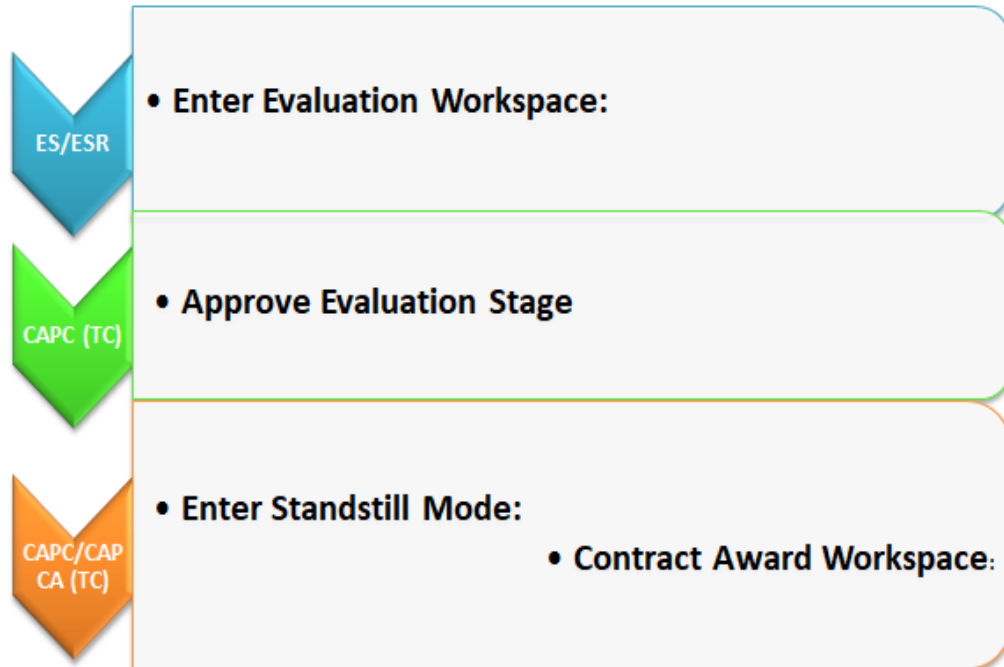 ES/ESR
• Enter Evaluation Workspace:
CAPC (TC)
• Approve Evaluation Stage
CAPC/CAP
CA (TC)
• Enter Standstill Mode:
• Contract Award Workspace: